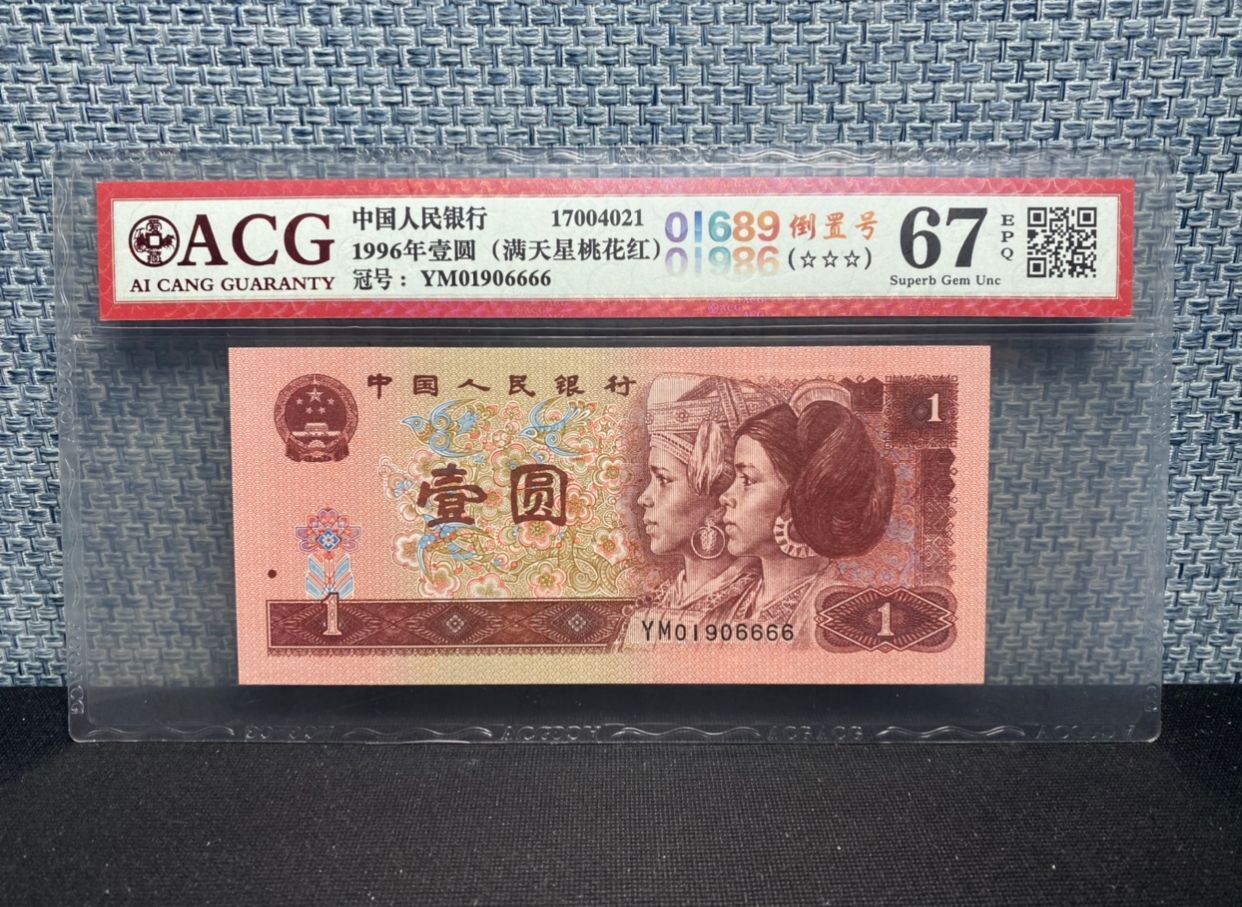 ACG
AI CANG GUARANTY
中国人民银行 17004021
1996年壹圆（满天星桃花红）
冠号： YM01906666
01689 倒置号
01986 (☆☆☆)
67 EPQ
Superb Gem Unc
中国人民银行
1
壹圆
1
YM01906666
1